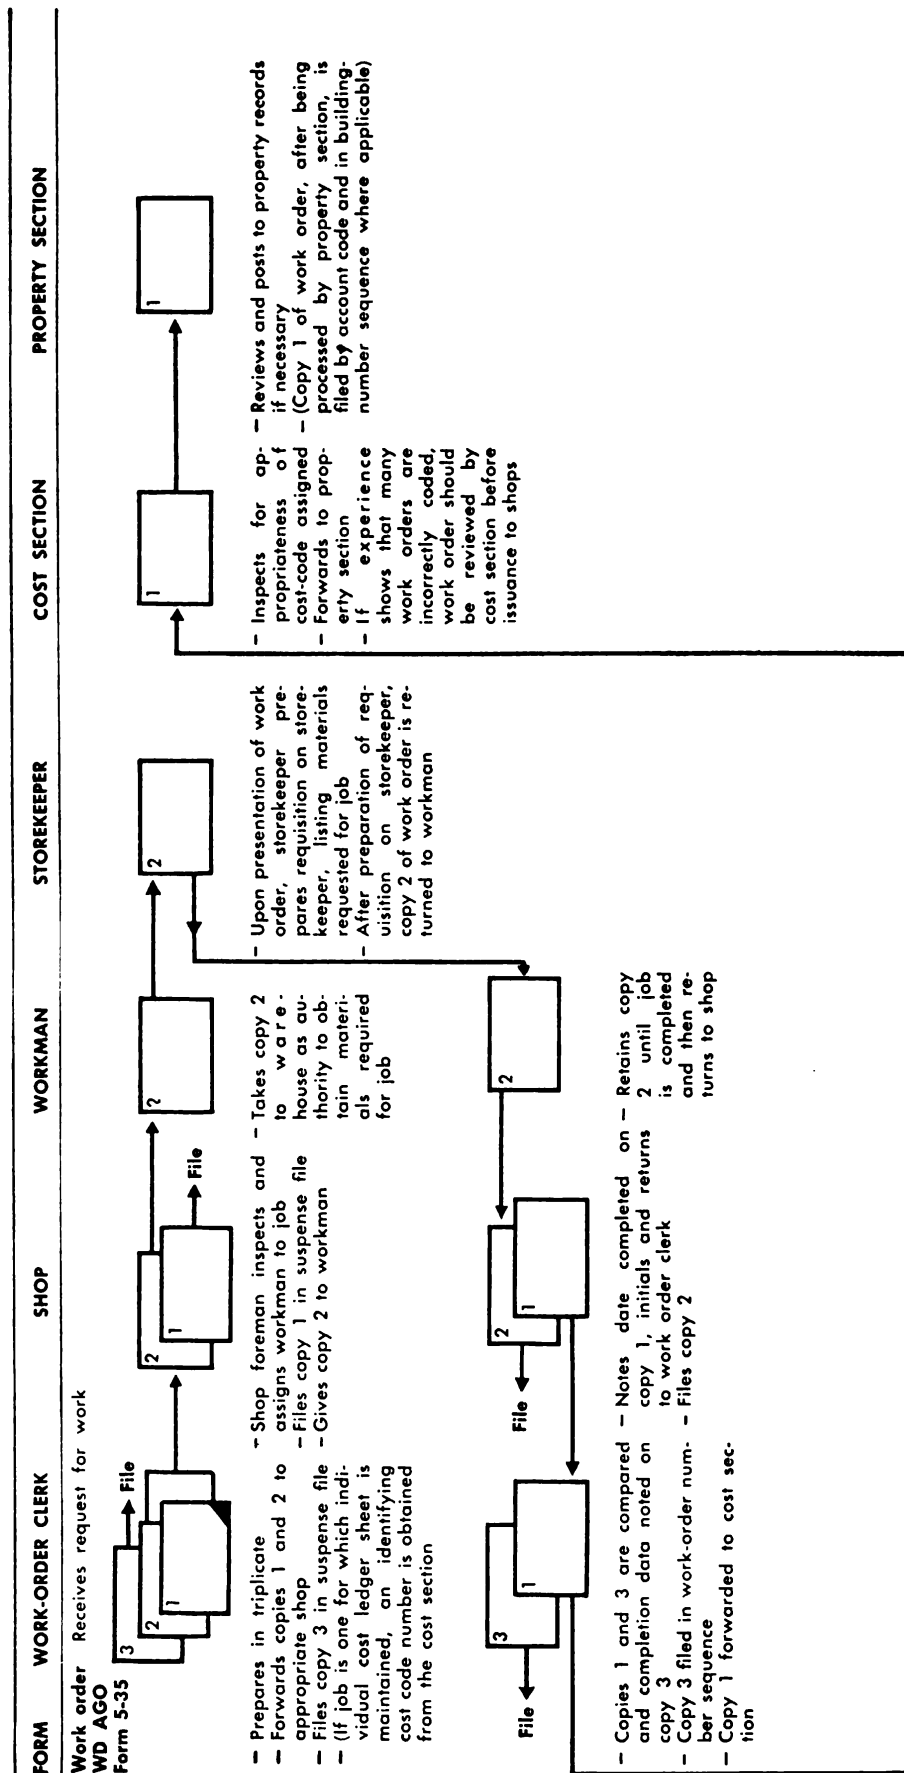 FORM WORK-ORDER CLERK SHOP WORKMAN STOREKEEPER COST SECTION PROPERTY SECTION
Work order
WD AGO
Form 5-35
Receives request for work
3
2
1
File
2
1
File
2
2
1
1
– Prepares in triplicate
– Forwards copies 1 and 2 to
appropriate shop
– Files copy 3 in suspense file
– (If job is one for which indi-
vidual cost ledger sheet is
maintained, an identifying
cost code number is obtained
from the cost section
– Shop foreman inspects and
assigns workman to job
– Files copy 1 in suspense file
– Gives copy 2 to workman
– Takes copy 2
to ware-
house as au-
thority to ob-
tain materi-
als required
for job
– Upon presentation of work
order, storekeeper pre-
pares requisition on store-
keeper, listing materials
requested for job
– After preparation of req-
uisition on storekeeper,
copy 2 of work order is re-
turned to workman
– Inspects for ap-
propriateness of
cost-code assigned
– Forwards to prop-
erty section
– If experience
shows that many
work orders are
incorrectly coded,
work order should
be reviewed by
cost section before
issuance to shops
– Reviews and posts to property records
if necessary
– (Copy 1 of work order, after being
processed by property section, is
filed by account code and in building-
number sequence where applicable)
File
3
1
File
2
1
2
– Copies 1 and 3 are compared
and completion data noted on
copy 3
– Copy 3 filed in work-order num-
ber sequence
– Copy 1 forwarded to cost sec-
tion
– Notes date completed on
copy 1, initials and returns
to work order clerk
– Files copy 2
– Retains copy
2 until job
is completed
and then re-
turns to shop